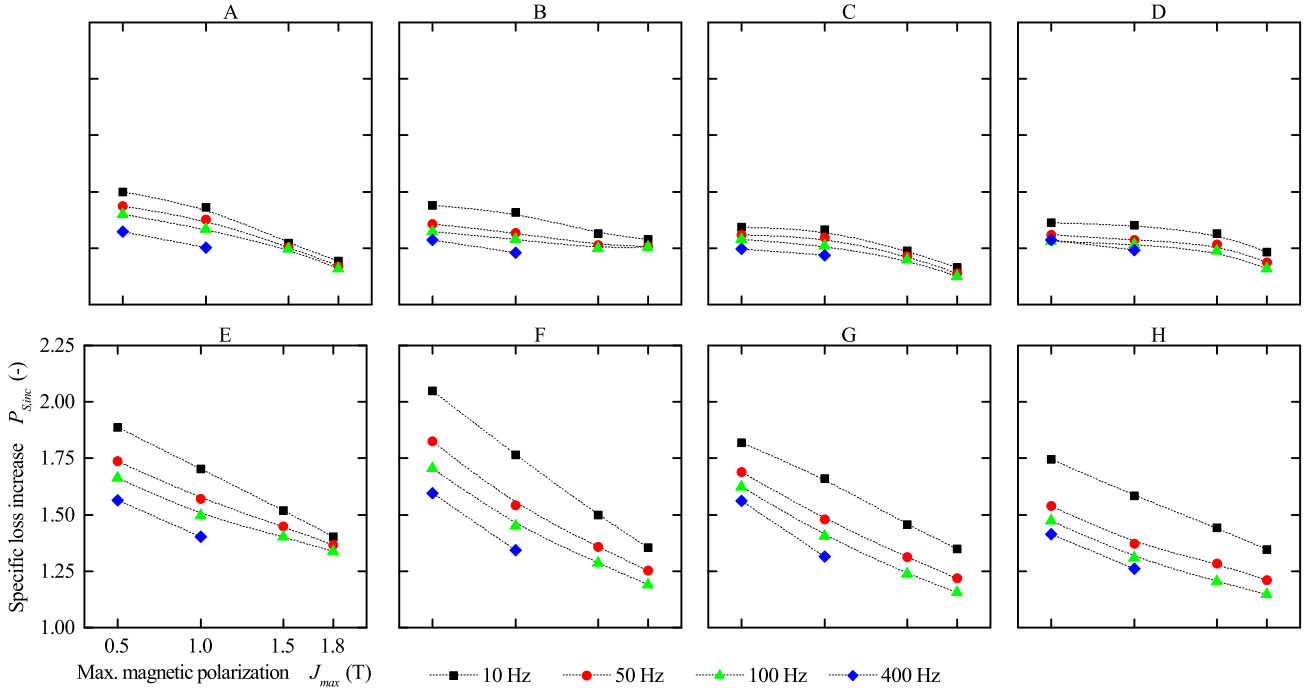 A B C D
E F G H
2.25
2.00
1.75
1.50
1.25
1.00
Specific loss increase P_S,inc (-)
0.5 1.0 1.5 1.8
Max. magnetic polarization J_max (T)
10 Hz 50 Hz 100 Hz 400 Hz